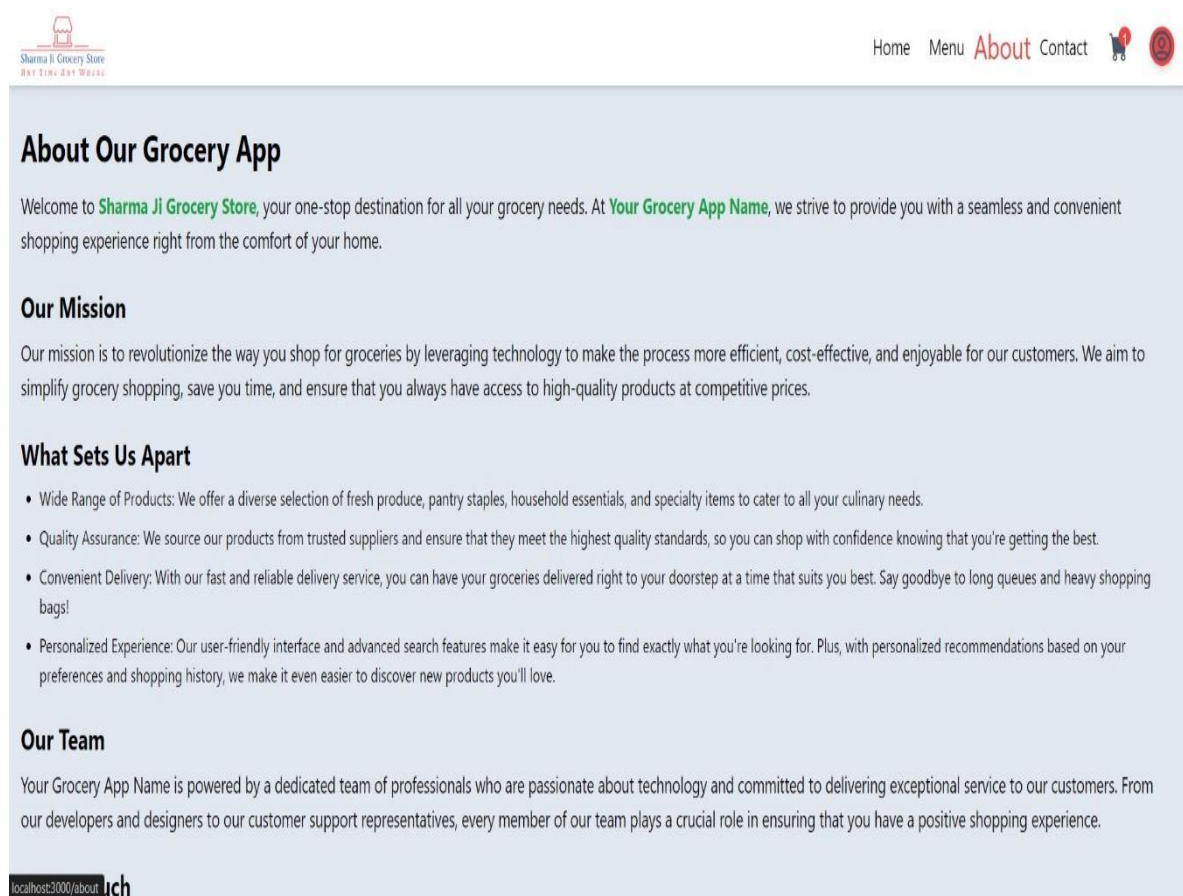 Sharma Ji Grocery Store
ANY TIME ANY WHERE
Home Menu About Contact 1
About Our Grocery App
Welcome to Sharma Ji Grocery Store, your one-stop destination for all your grocery needs. At Your Grocery App Name, we strive to provide you with a seamless and convenient
shopping experience right from the comfort of your home.
Our Mission
Our mission is to revolutionize the way you shop for groceries by leveraging technology to make the process more efficient, cost-effective, and enjoyable for our customers. We aim to
simplify grocery shopping, save you time, and ensure that you always have access to high-quality products at competitive prices.
What Sets Us Apart
• Wide Range of Products: We offer a diverse selection of fresh produce, pantry staples, household essentials, and specialty items to cater to all your culinary needs.
• Quality Assurance: We source our products from trusted suppliers and ensure that they meet the highest quality standards, so you can shop with confidence knowing that you're getting the best.
• Convenient Delivery: With our fast and reliable delivery service, you can have your groceries delivered right to your doorstep at a time that suits you best. Say goodbye to long queues and heavy shopping
bags!
• Personalized Experience: Our user-friendly interface and advanced search features make it easy for you to find exactly what you're looking for. Plus, with personalized recommendations based on your
preferences and shopping history, we make it even easier to discover new products you'll love.
Our Team
Your Grocery App Name is powered by a dedicated team of professionals who are passionate about technology and committed to delivering exceptional service to our customers. From
our developers and designers to our customer support representatives, every member of our team plays a crucial role in ensuring that you have a positive shopping experience.
localhost:3000/about